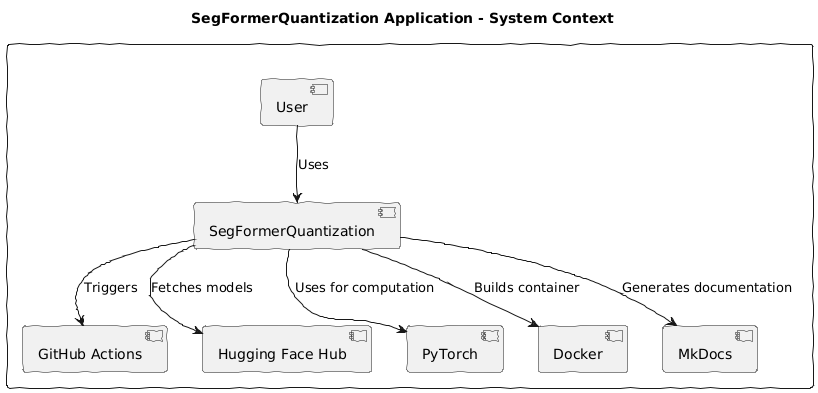 SegFormerQuantization Application - System Context
User
Uses
SegFormerQuantization
Triggers
Fetches models
Uses for computation
Builds container
Generates documentation
GitHub Actions
Hugging Face Hub
PyTorch
Docker
MkDocs